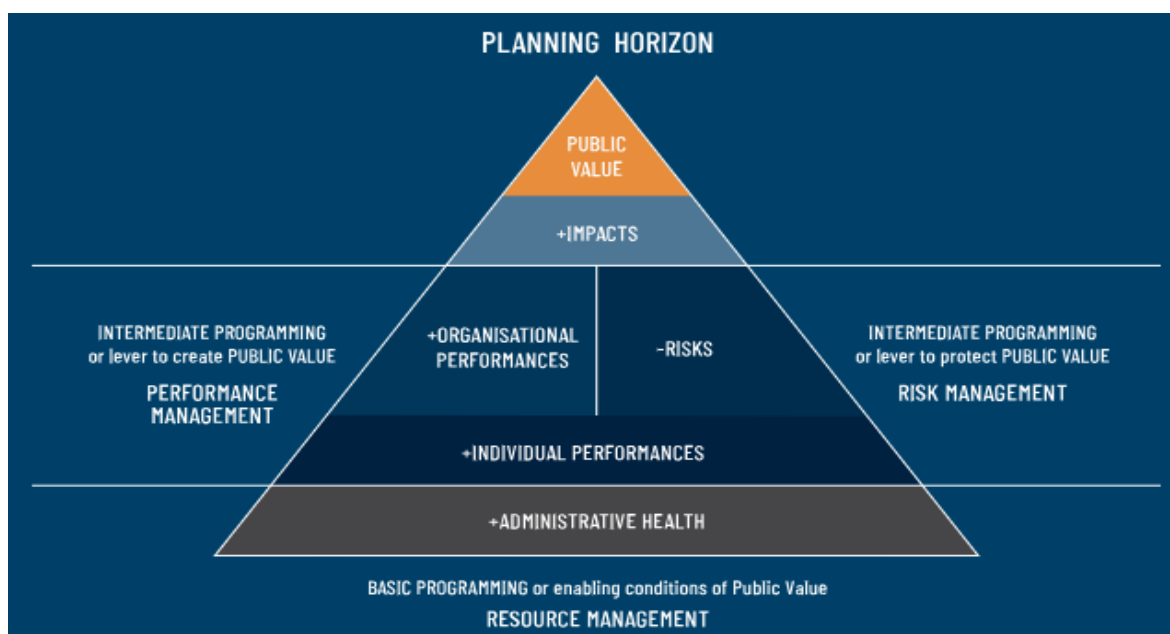 PLANNING HORIZON
PUBLIC
VALUE
+IMPACTS
INTERMEDIATE PROGRAMMING
or lever to create PUBLIC VALUE
PERFORMANCE
MANAGEMENT
+ORGANISATIONAL
PERFORMANCES
-RISKS
INTERMEDIATE PROGRAMMING
or lever to protect PUBLIC VALUE
RISK MANAGEMENT
+INDIVIDUAL PERFORMANCES
+ADMINISTRATIVE HEALTH
BASIC PROGRAMMING or enabling conditions of Public Value
RESOURCE MANAGEMENT